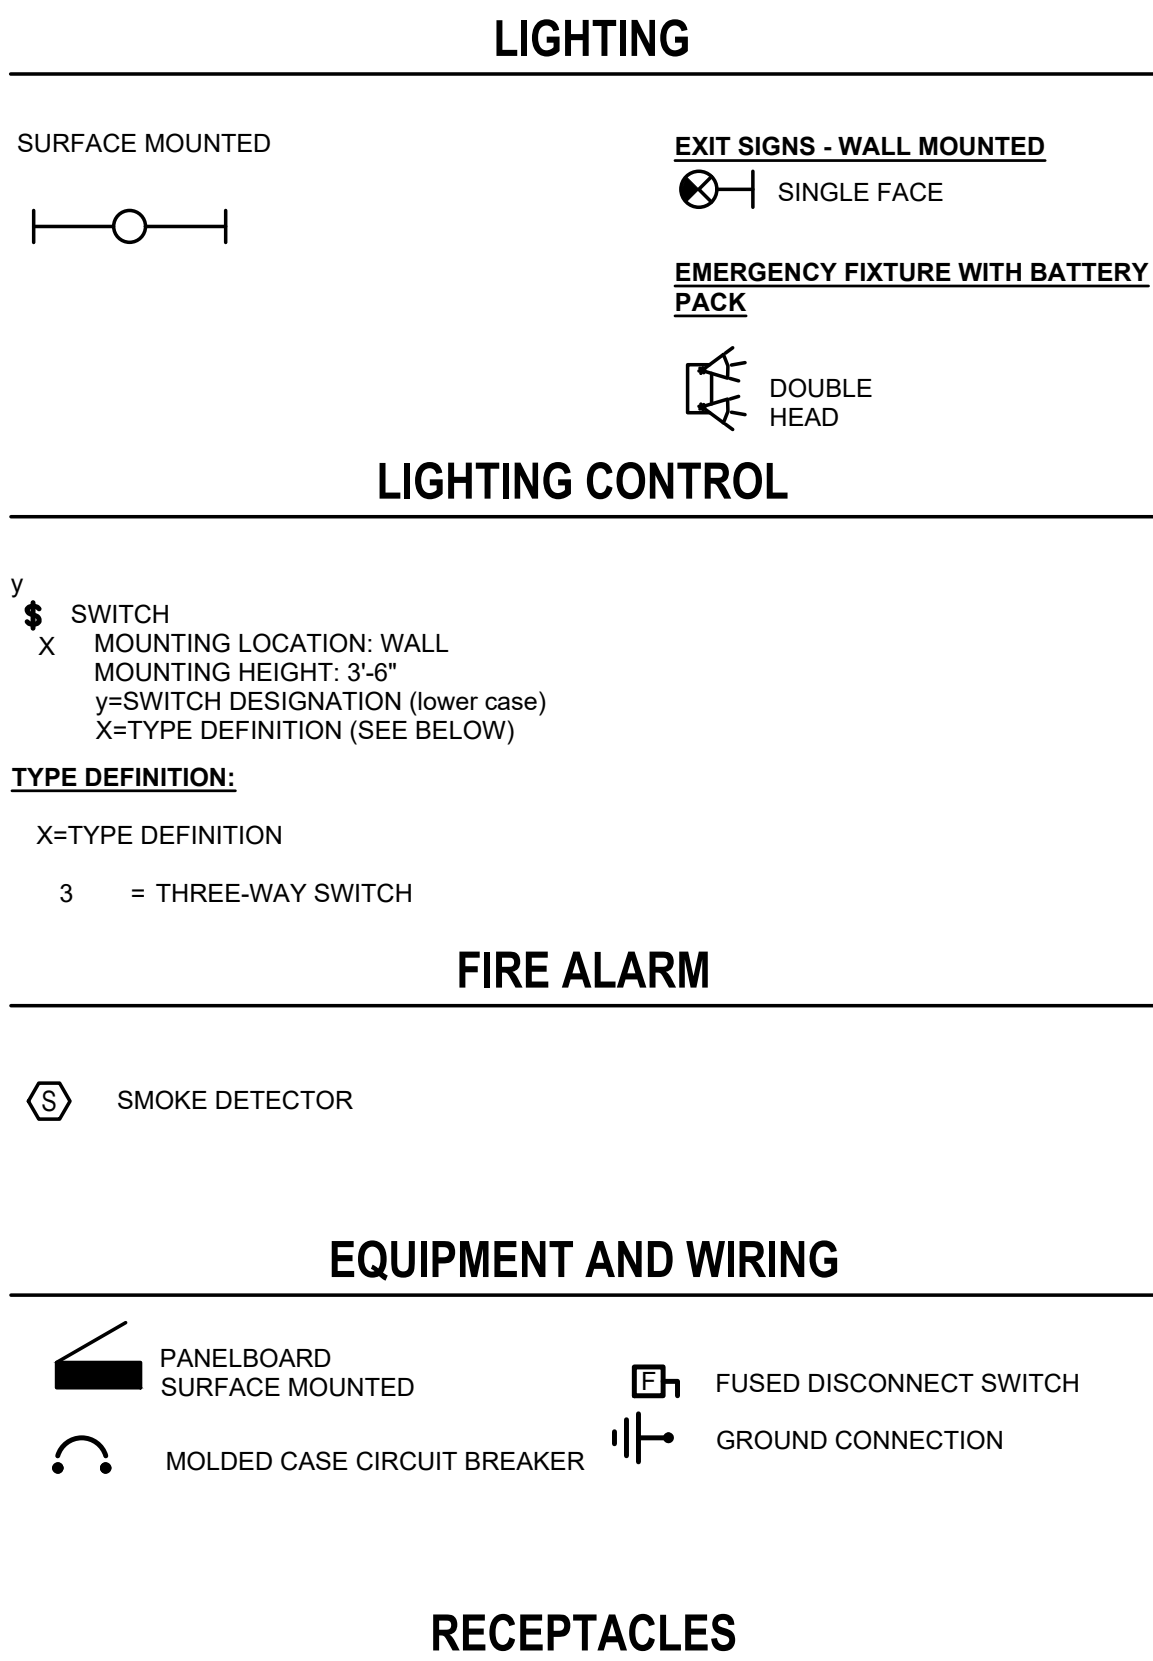 LIGHTING
SURFACE MOUNTED
EXIT SIGNS - WALL MOUNTED
SINGLE FACE
EMERGENCY FIXTURE WITH BATTERY
PACK
DOUBLE
HEAD
LIGHTING CONTROL
y
$ SWITCH
X MOUNTING LOCATION: WALL
MOUNTING HEIGHT: 3'-6"
y=SWITCH DESIGNATION (lower case)
X=TYPE DEFINITION (SEE BELOW)
TYPE DEFINITION:
X=TYPE DEFINITION
3 = THREE-WAY SWITCH
FIRE ALARM
S SMOKE DETECTOR
EQUIPMENT AND WIRING
PANELBOARD
SURFACE MOUNTED
F FUSED DISCONNECT SWITCH
MOLDED CASE CIRCUIT BREAKER
GROUND CONNECTION
RECEPTACLES